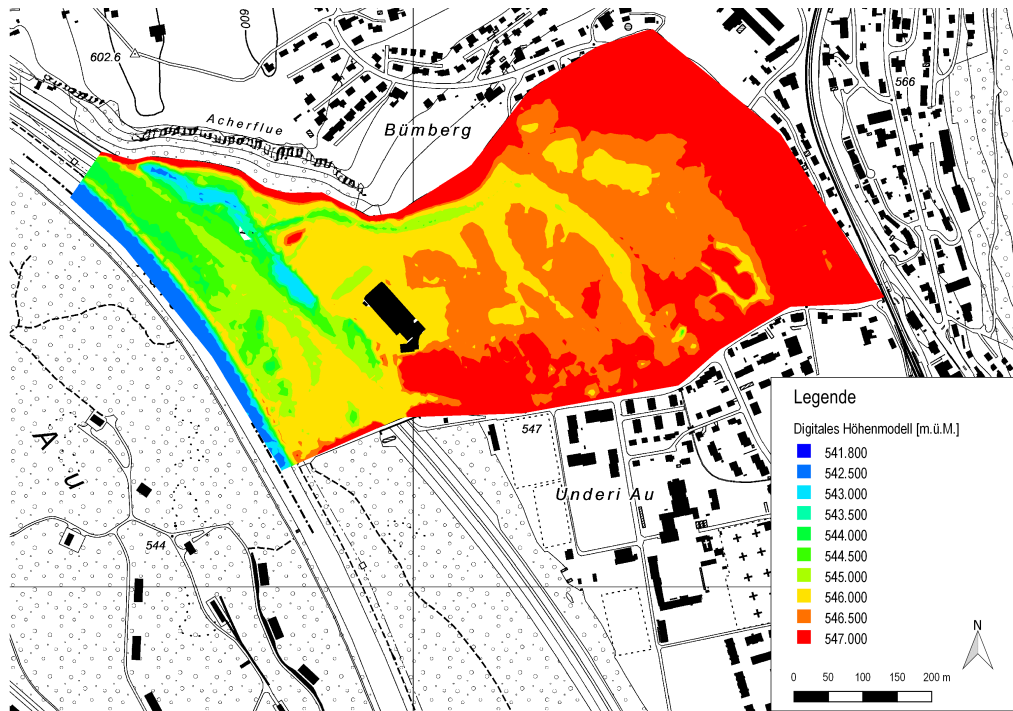 600
602.6
566
Acherflue
Bümberg
A u
547
Underi Au
544
Legende
Digitales Höhenmodell [m.ü.M.]
541.800
542.500
543.000
543.500
544.000
544.500
545.000
546.000
546.500
547.000
N
0 50 100 150 200 m